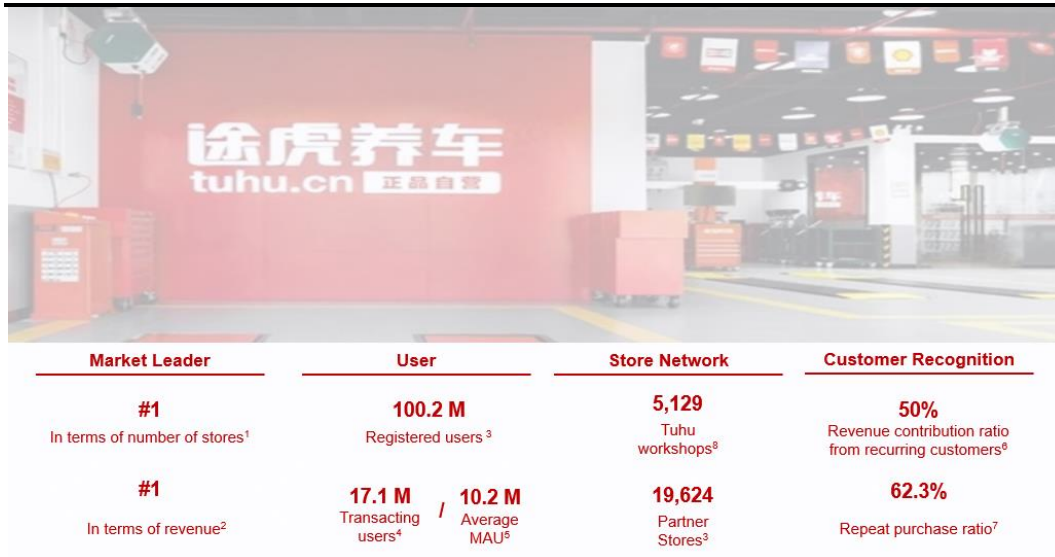 途虎养车
tuhu.cn 正品自营
养车
Market Leader
User
Store Network
Customer Recognition
#1
In terms of number of stores¹
100.2 M
Registered users ³
5,129
Tuhu
workshops⁸
50%
Revenue contribution ratio
from recurring customers⁶
#1
In terms of revenue²
17.1 M
Transacting
users⁴
/
10.2 M
Average
MAU⁵
19,624
Partner
Stores³
62.3%
Repeat purchase ratio⁷